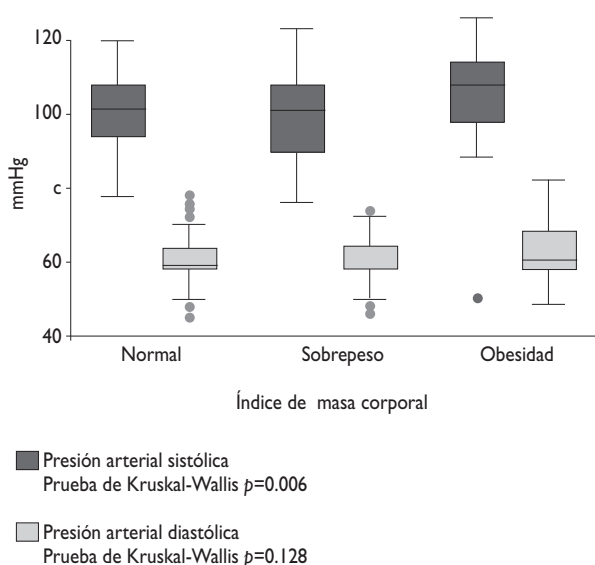 120
100
c
60
40
mmHg
Normal Sobrepeso Obesidad
Índice de masa corporal
Presión arterial sistólica
Prueba de Kruskal-Wallis p=0.006
Presión arterial diastólica
Prueba de Kruskal-Wallis p=0.128